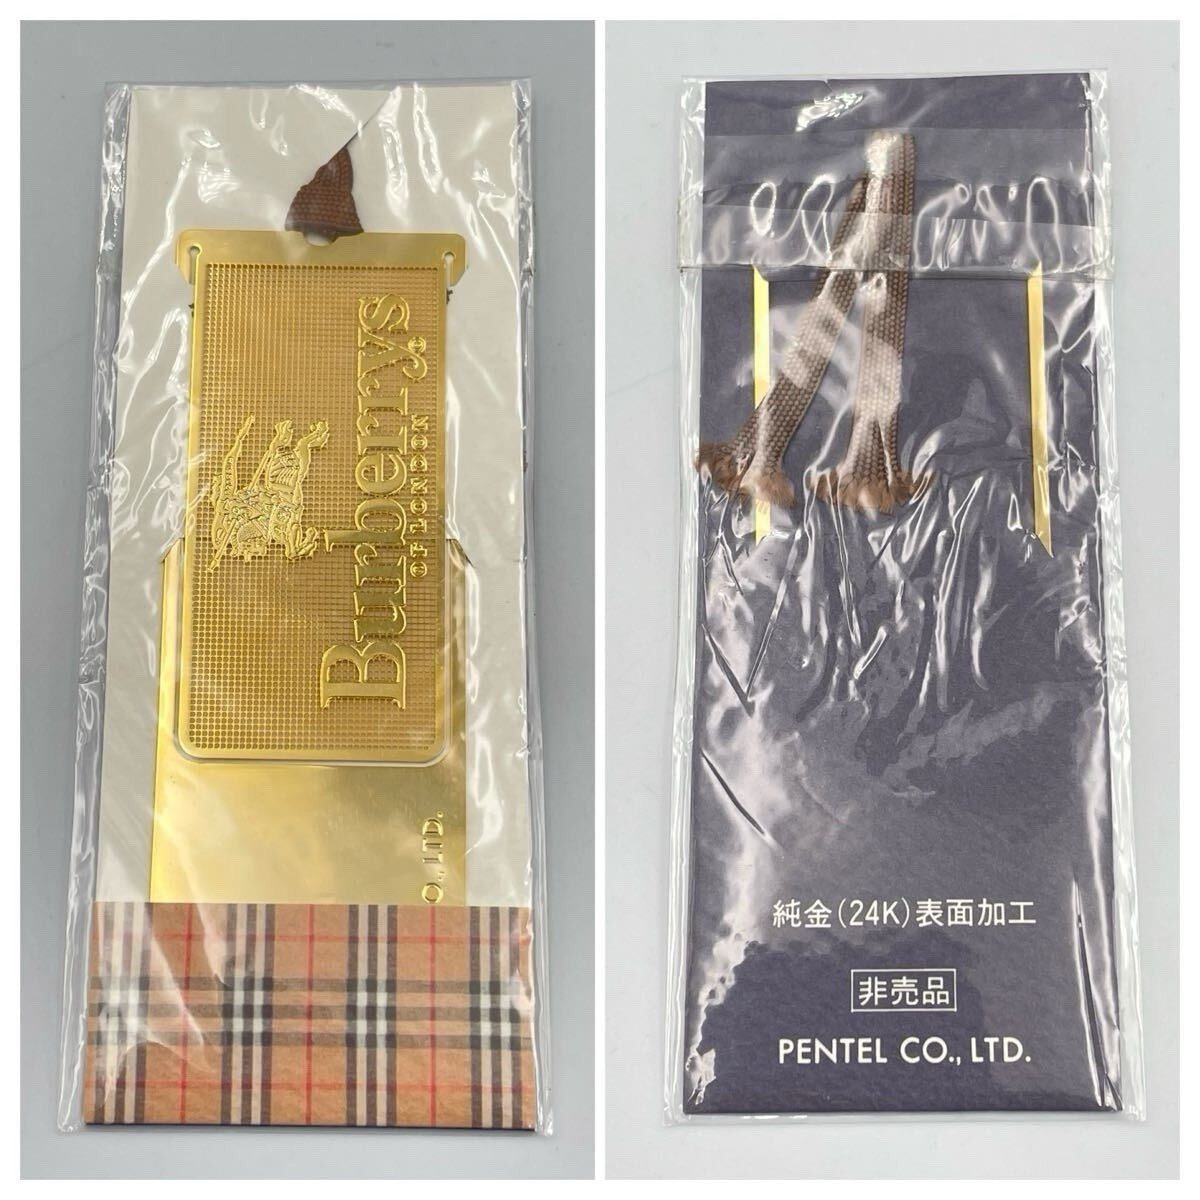 Burberrys
OF LONDON
O., LTD.
純金(24K)表面加工
非売品
PENTEL CO., LTD.